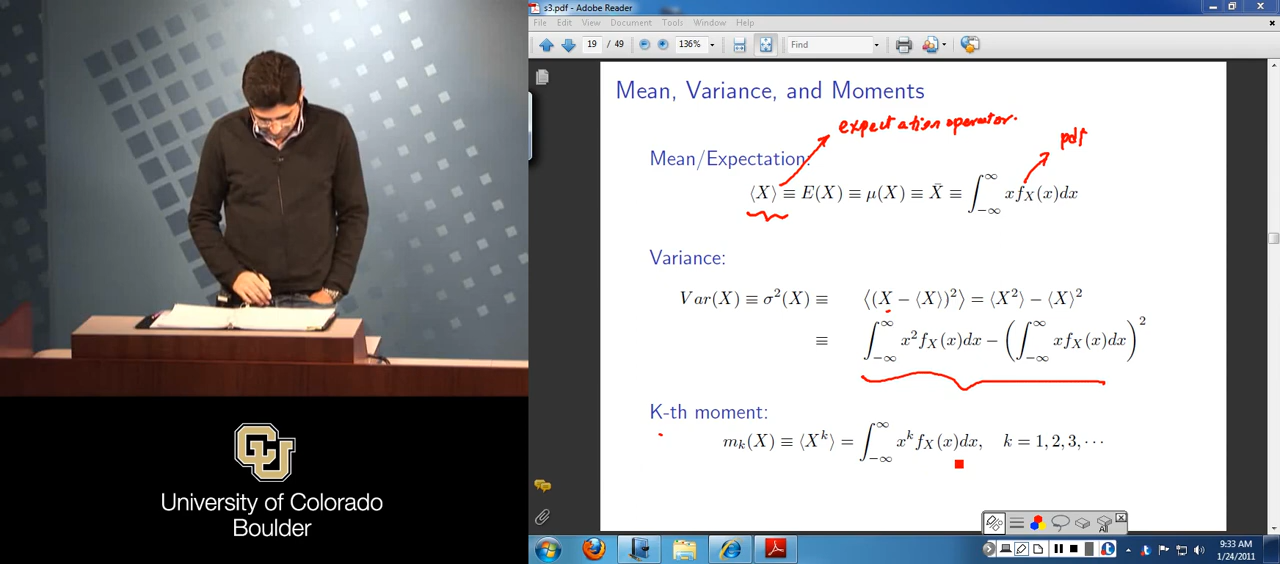 s3.pdf - Adobe Reader
File Edit View Document Tools Window Help
19 / 49 136% Find
Mean, Variance, and Moments
expectation operator.
pdf
Mean/Expectation:
⟨X⟩ ≡ E(X) ≡ μ(X) ≡ X̄ ≡ ∫_{-∞}^{∞} x f_X(x)dx
Variance:
Var(X) ≡ σ²(X) ≡ ⟨(X − ⟨X⟩)²⟩ = ⟨X²⟩ − ⟨X⟩²
≡ ∫_{-∞}^{∞} x² f_X(x)dx − (∫_{-∞}^{∞} x f_X(x)dx)²
K-th moment:
m_k(X) ≡ ⟨X^k⟩ = ∫_{-∞}^{∞} x^k f_X(x)dx, k = 1, 2, 3, ⋯
All
9:33 AM
1/24/2011
CU
University of Colorado
Boulder